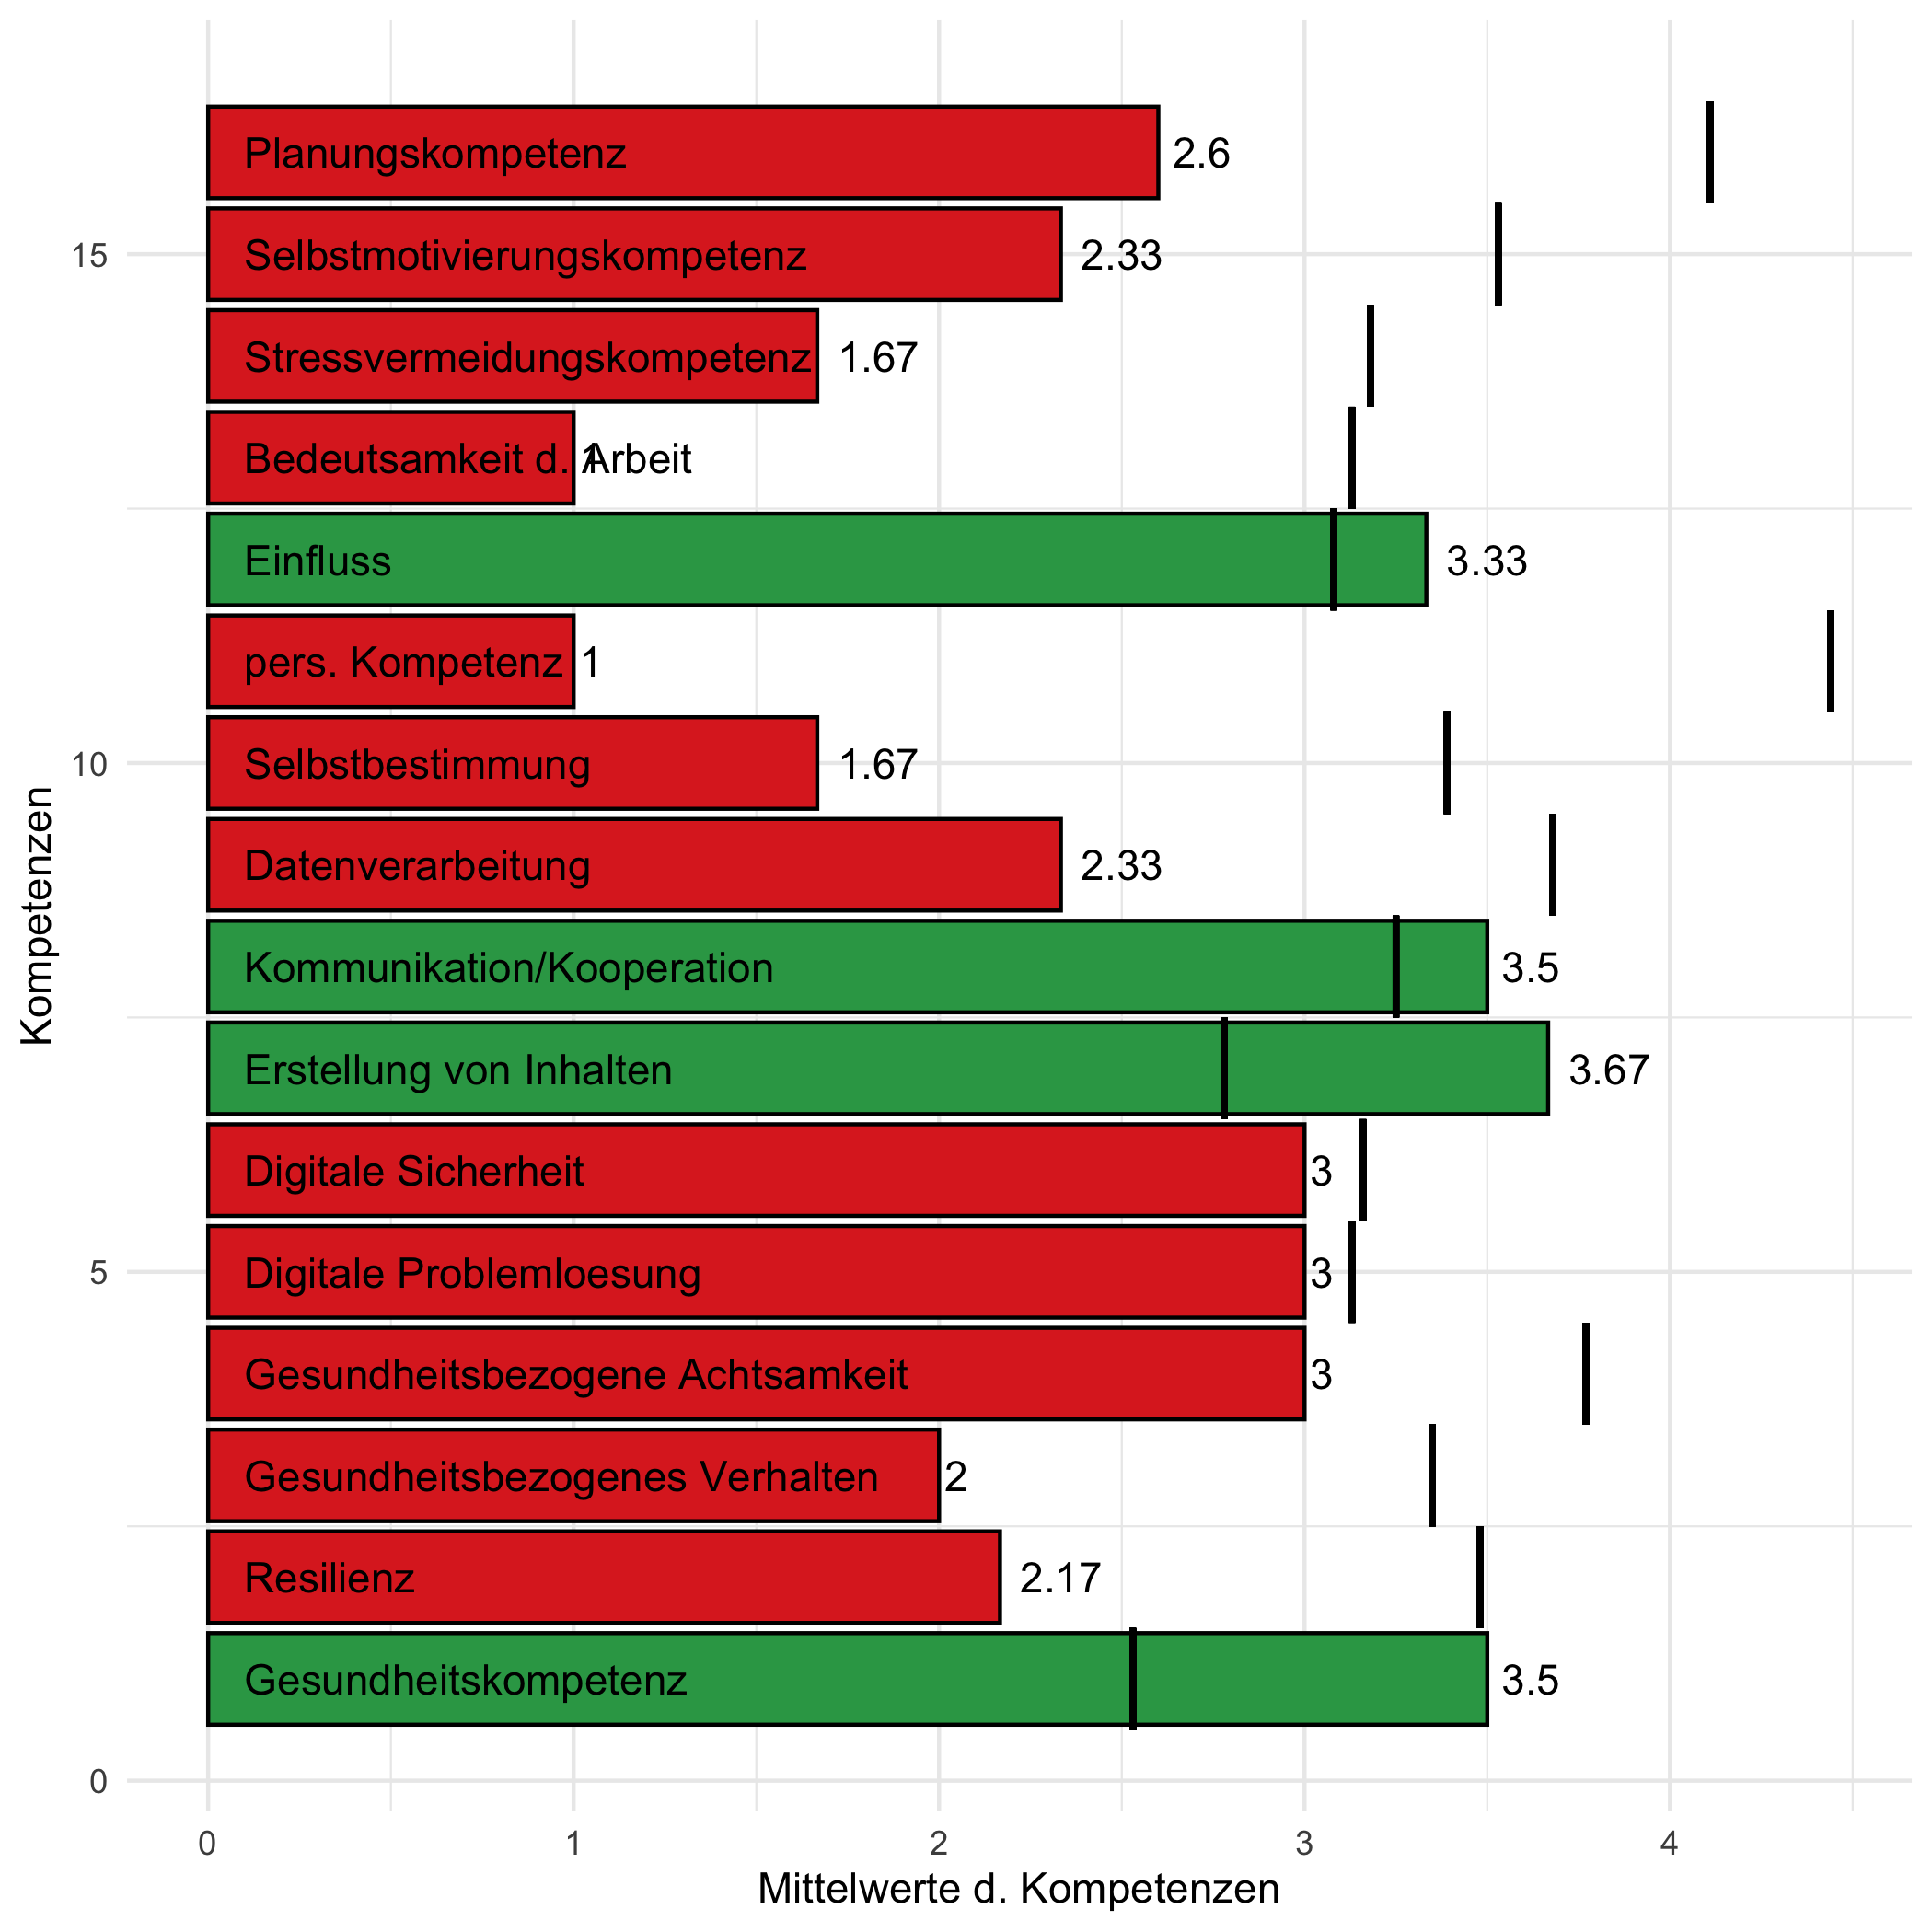 Planungskompetenz 2.6
15 Selbstmotivierungskompetenz 2.33
Stressvermeidungskompetenz 1.67
Bedeutsamkeit d. Arbeit 1
Einfluss 3.33
pers. Kompetenz 1
10 Selbstbestimmung 1.67
Datenverarbeitung 2.33
Kommunikation/Kooperation 3.5
Erstellung von Inhalten 3.67
Digitale Sicherheit 3
5 Digitale Problemloesung 3
Gesundheitsbezogene Achtsamkeit 3
Gesundheitsbezogenes Verhalten 2
Resilienz 2.17
Gesundheitskompetenz 3.5
0
Kompetenzen
0 1 2 3 4
Mittelwerte d. Kompetenzen